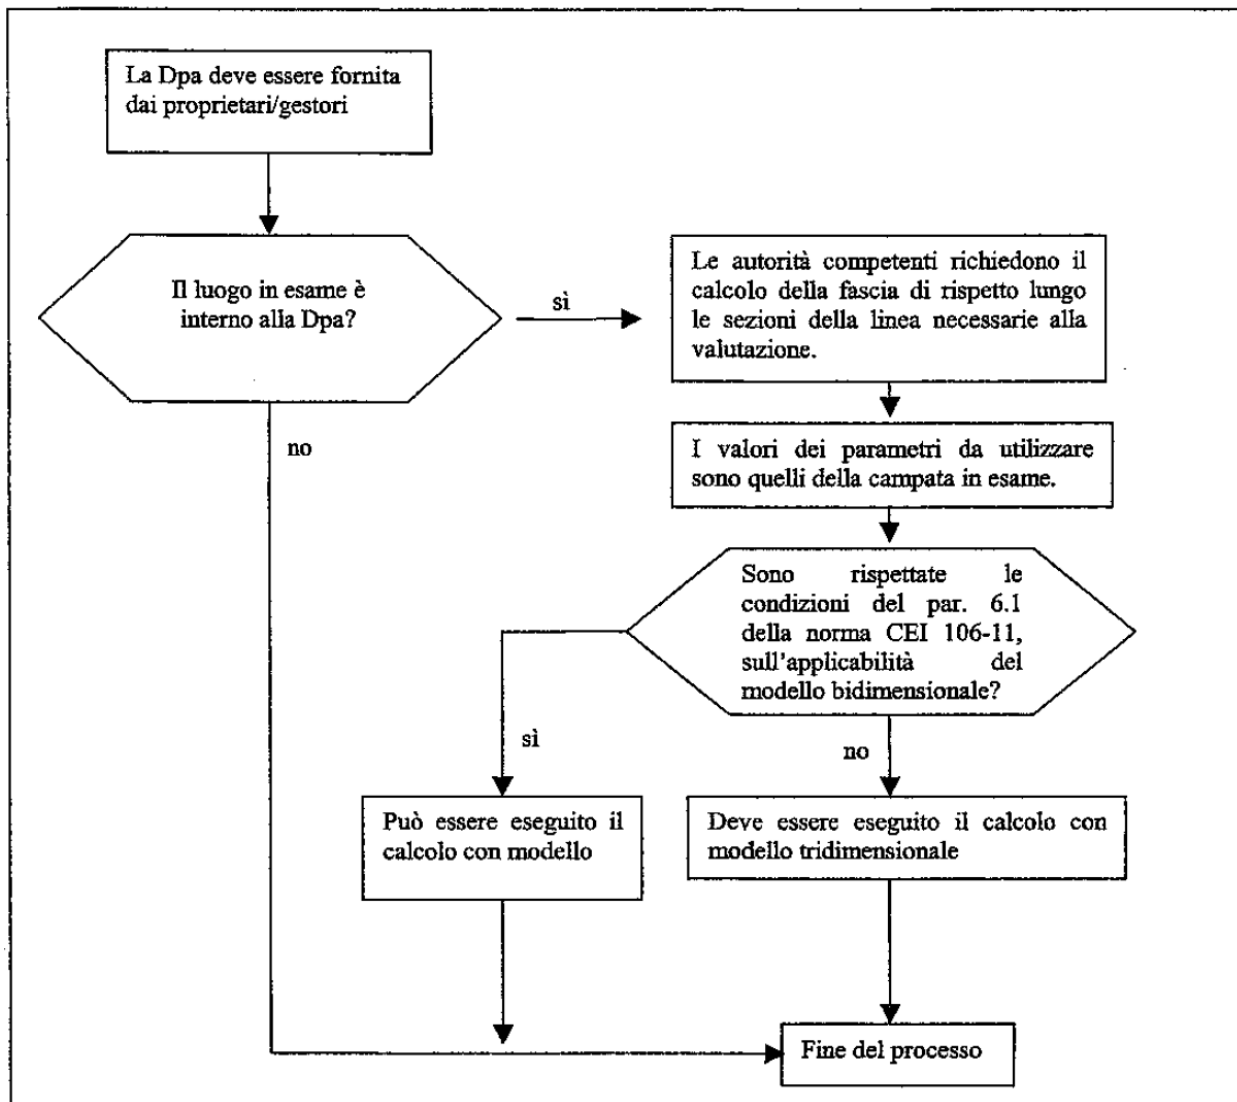 La Dpa deve essere fornita
dai proprietari/gestori
Il luogo in esame è
interno alla Dpa?
sì
Le autorità competenti richiedono il
calcolo della fascia di rispetto lungo
le sezioni della linea necessarie alla
valutazione.
no
I valori dei parametri da utilizzare
sono quelli della campata in esame.
Sono rispettate le
condizioni del par. 6.1
della norma CEI 106-11,
sull'applicabilità del
modello bidimensionale?
sì
no
Può essere eseguito il
calcolo con modello
Deve essere eseguito il calcolo con
modello tridimensionale
Fine del processo